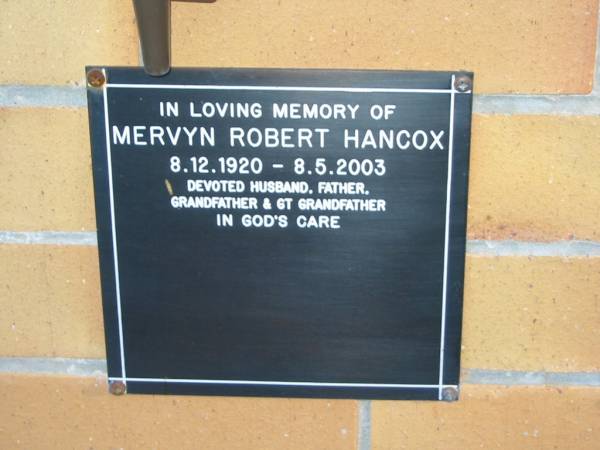 IN LOVING MEMORY OF
MERVYN ROBERT HANCOX
8.12.1920 - 8.5.2003
DEVOTED HUSBAND, FATHER,
GRANDFATHER & GT GRANDFATHER
IN GOD'S CARE